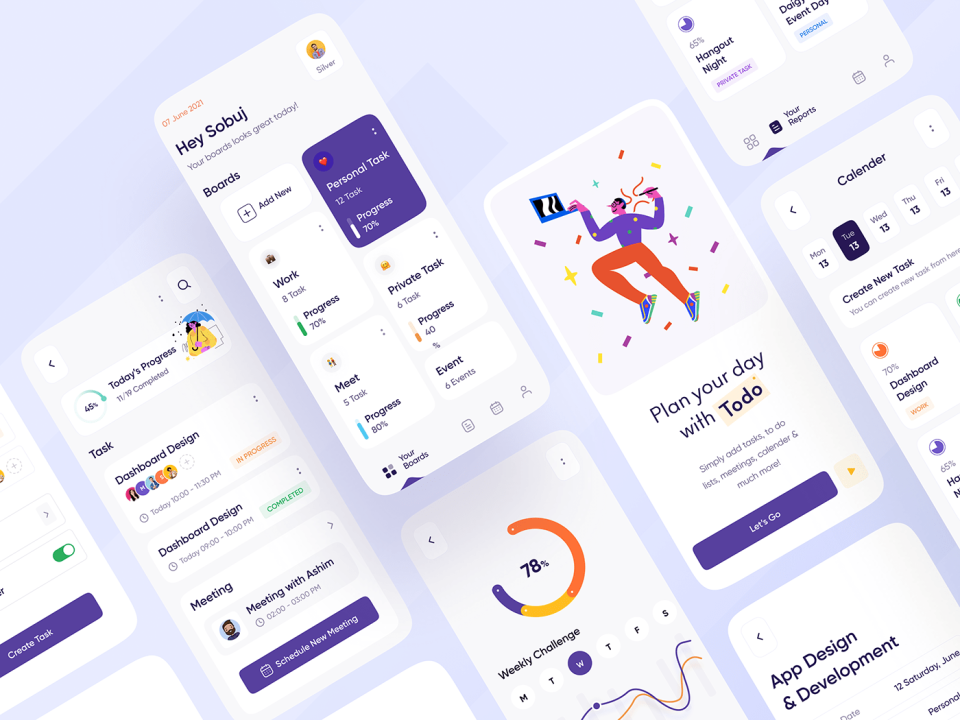 07 June 2021
Silver
Hey Sobuj
Your boards looks great today!
Boards
Add New
Personal Task
12 Task
Progress
70%
Work
8 Task
Progress
70%
Private Task
6 Task
Progress
40
%
Meet
5 Task
Progress
80%
Event
6 Events
Your
Boards
45%
Today's Progress
11/19 Completed
Task
Dashboard Design
IN PROGRESS
Today 10:00 - 11:30 PM
Dashboard Design
COMPLETED
Today 09:00 - 10:00 PM
Meeting
Meeting with Ashim
02:00 - 03:00 PM
Schedule New Meeting
Create Task
78%
Weekly Challenge
M
T
W
T
F
S
Plan your day
with Todo
Simply add tasks, to do
lists, meetings, calender &
much more!
Let's Go
65%
Hangout
Night
PRIVATE TASK
Event Day
PERSONAL
Your
Reports
Calender
Mon
13
Tue
13
Wed
13
Thu
13
Fri
13
Create New Task
You can create new task from here
70%
Dashboard
Design
WORK
65%
App Design
& Development
Date
12 Saturday, June